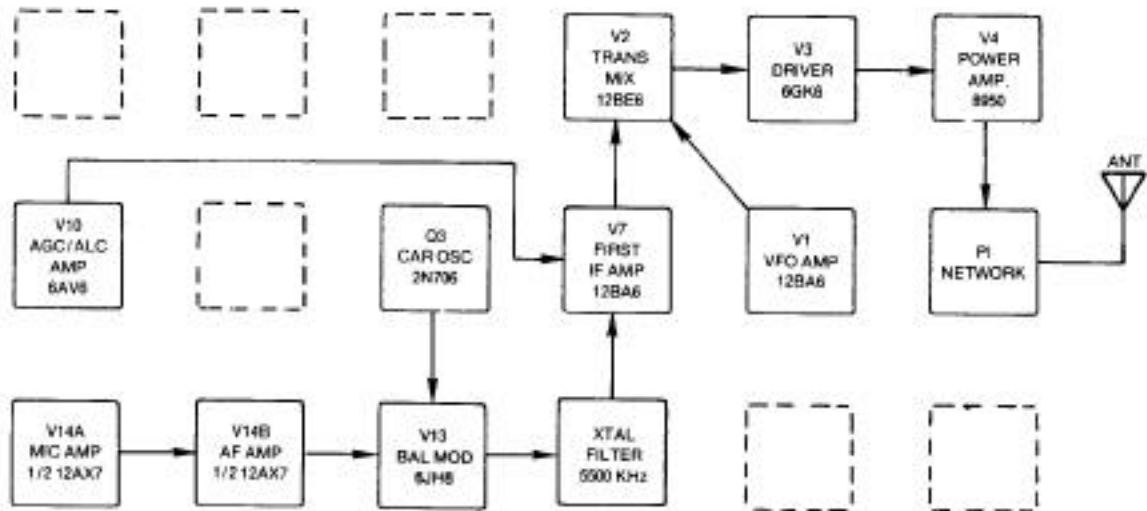 V2
TRANS
MIX
12BE6
V3
DRIVER
6GK6
V4
POWER
AMP.
8950
ANT
V10
AGC/ALC
AMP
6AV6
Q3
CAR OSC
2N706
V7
FIRST
IF AMP
12BA6
V1
VFO AMP
12BA6
PI
NETWORK
V14A
MIC AMP
1/2 12AX7
V14B
AF AMP
1/2 12AX7
V13
BAL MOD
6JH8
XTAL
FILTER
5500 KHz